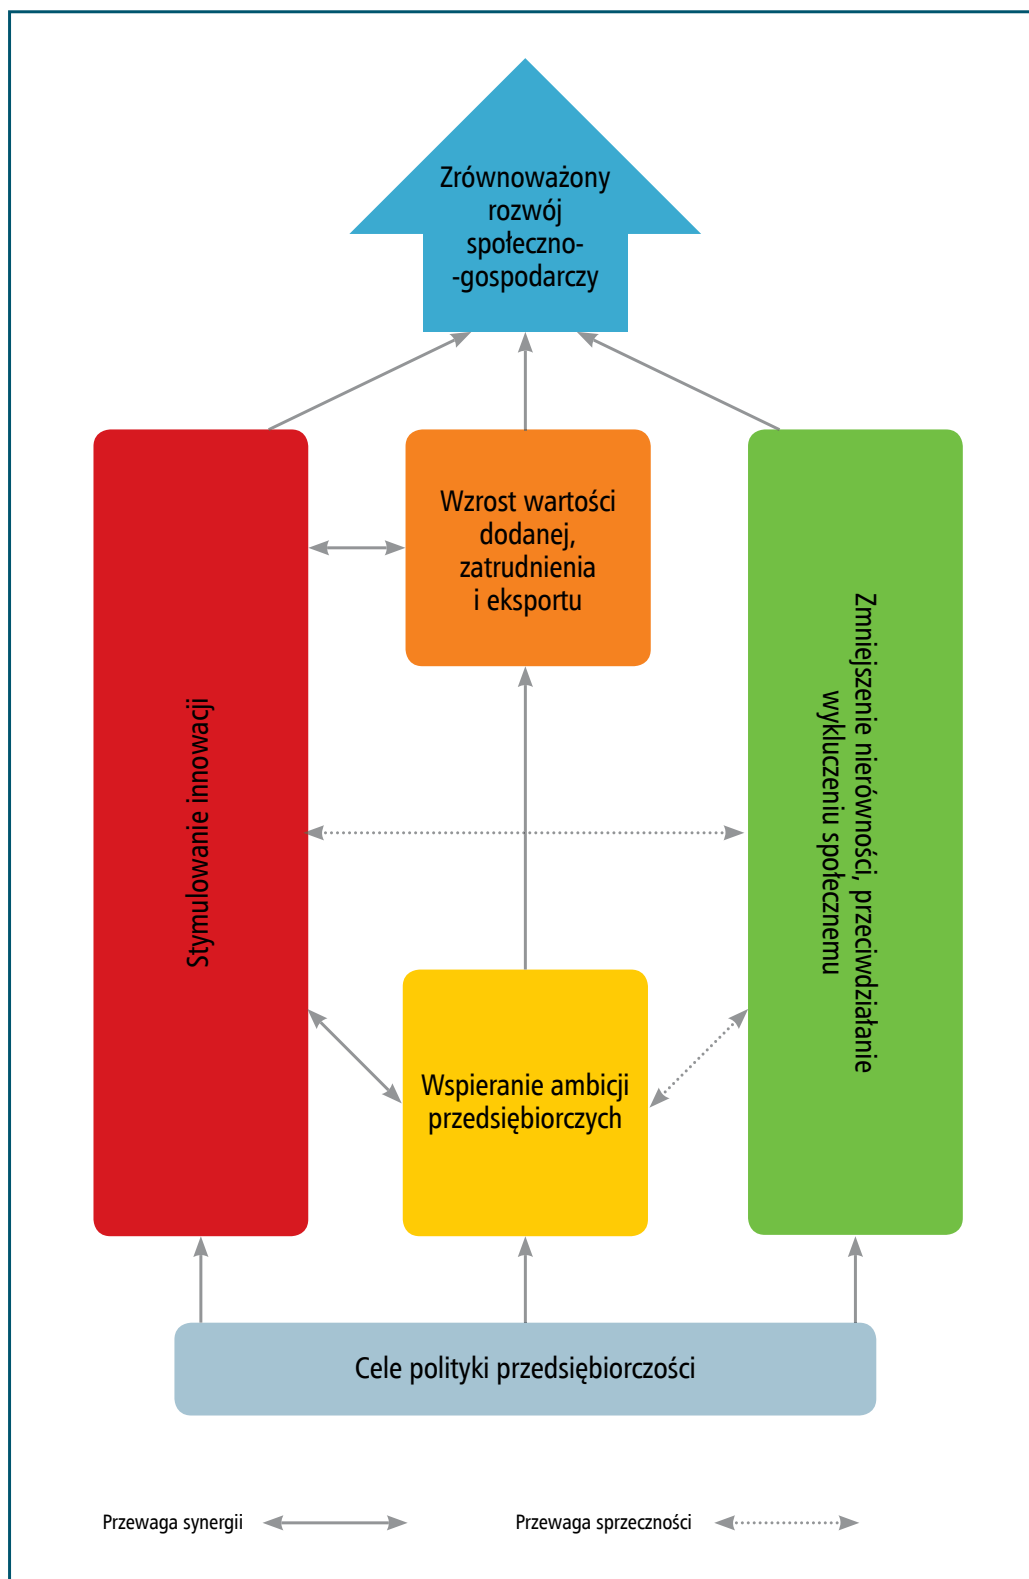 Zrównoważony
rozwój
społeczno-
-gospodarczy
Wzrost wartości
dodanej,
zatrudnienia
i eksportu
Stymulowanie innowacji
Zmniejszenie nierówności, przeciwdziałanie
wykluczeniu społecznemu
Wspieranie ambicji
przedsiębiorczych
Cele polityki przedsiębiorczości
Przewaga synergii
Przewaga sprzeczności